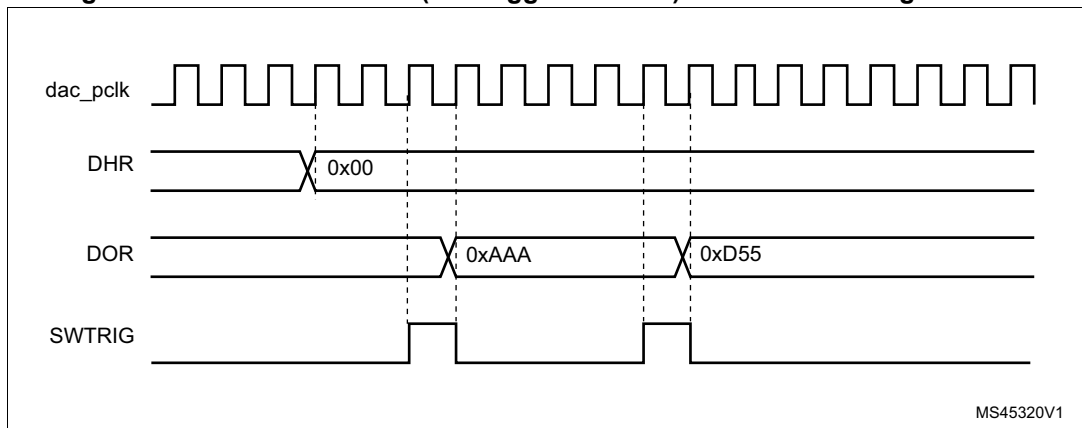 dac_pclk
DHR
0x00
DOR
0xAAA
0xD55
SWTRIG
MS45320V1